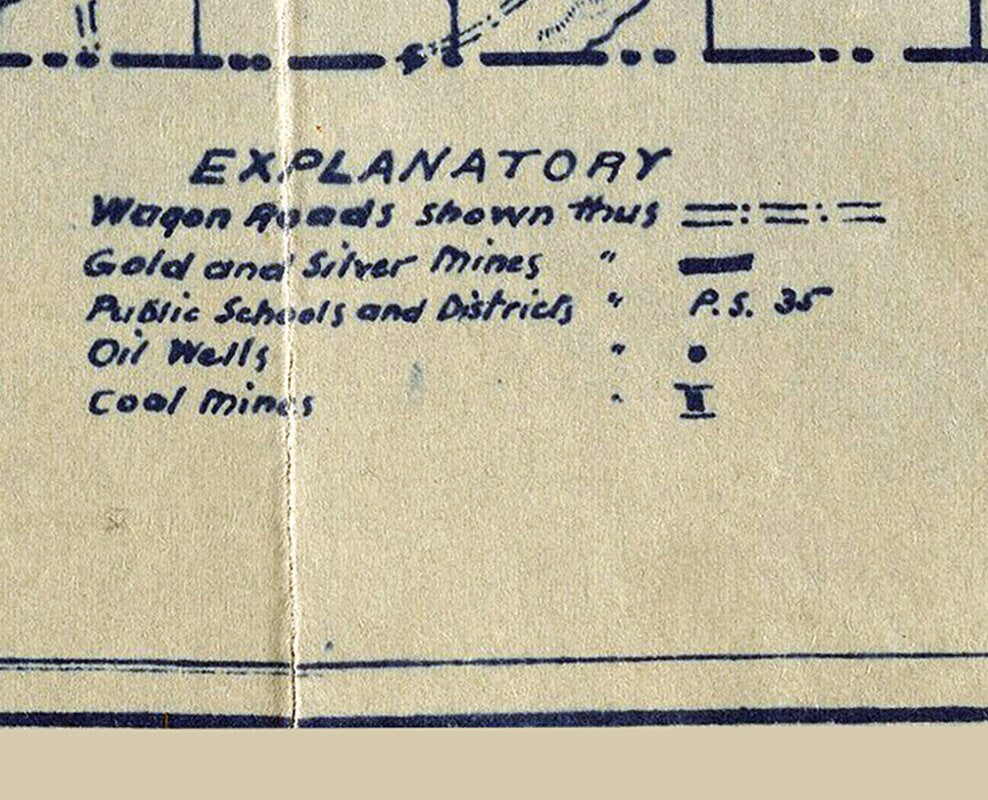 EXPLANATORY
Wagon Roads shown thus
Gold and Silver Mines "
Public Schools and Districts " P.S. 35
Oil Wells "
Coal Mines "